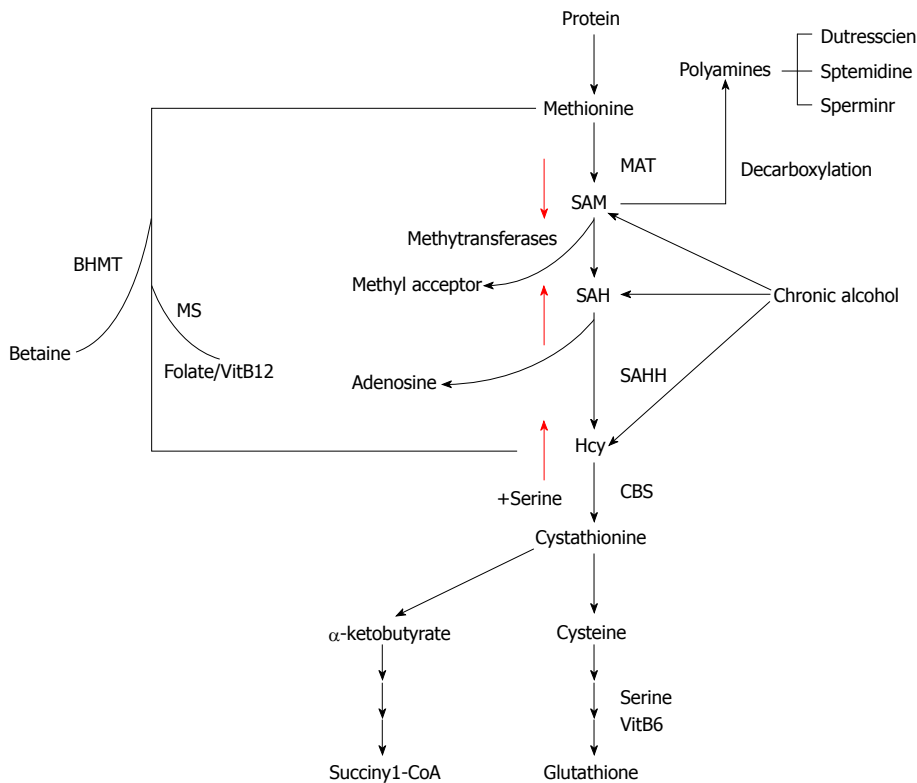 Protein
Dutresscien
Polyamines
Sptemidine
Sperminr
Methionine
MAT
Decarboxylation
SAM
Methytransferases
BHMT
Methyl acceptor
SAH
Chronic alcohol
MS
Betaine
Folate/VitB12
Adenosine
SAHH
Hcy
+Serine
CBS
Cystathionine
α-ketobutyrate
Cysteine
Serine
VitB6
Succiny1-CoA
Glutathione